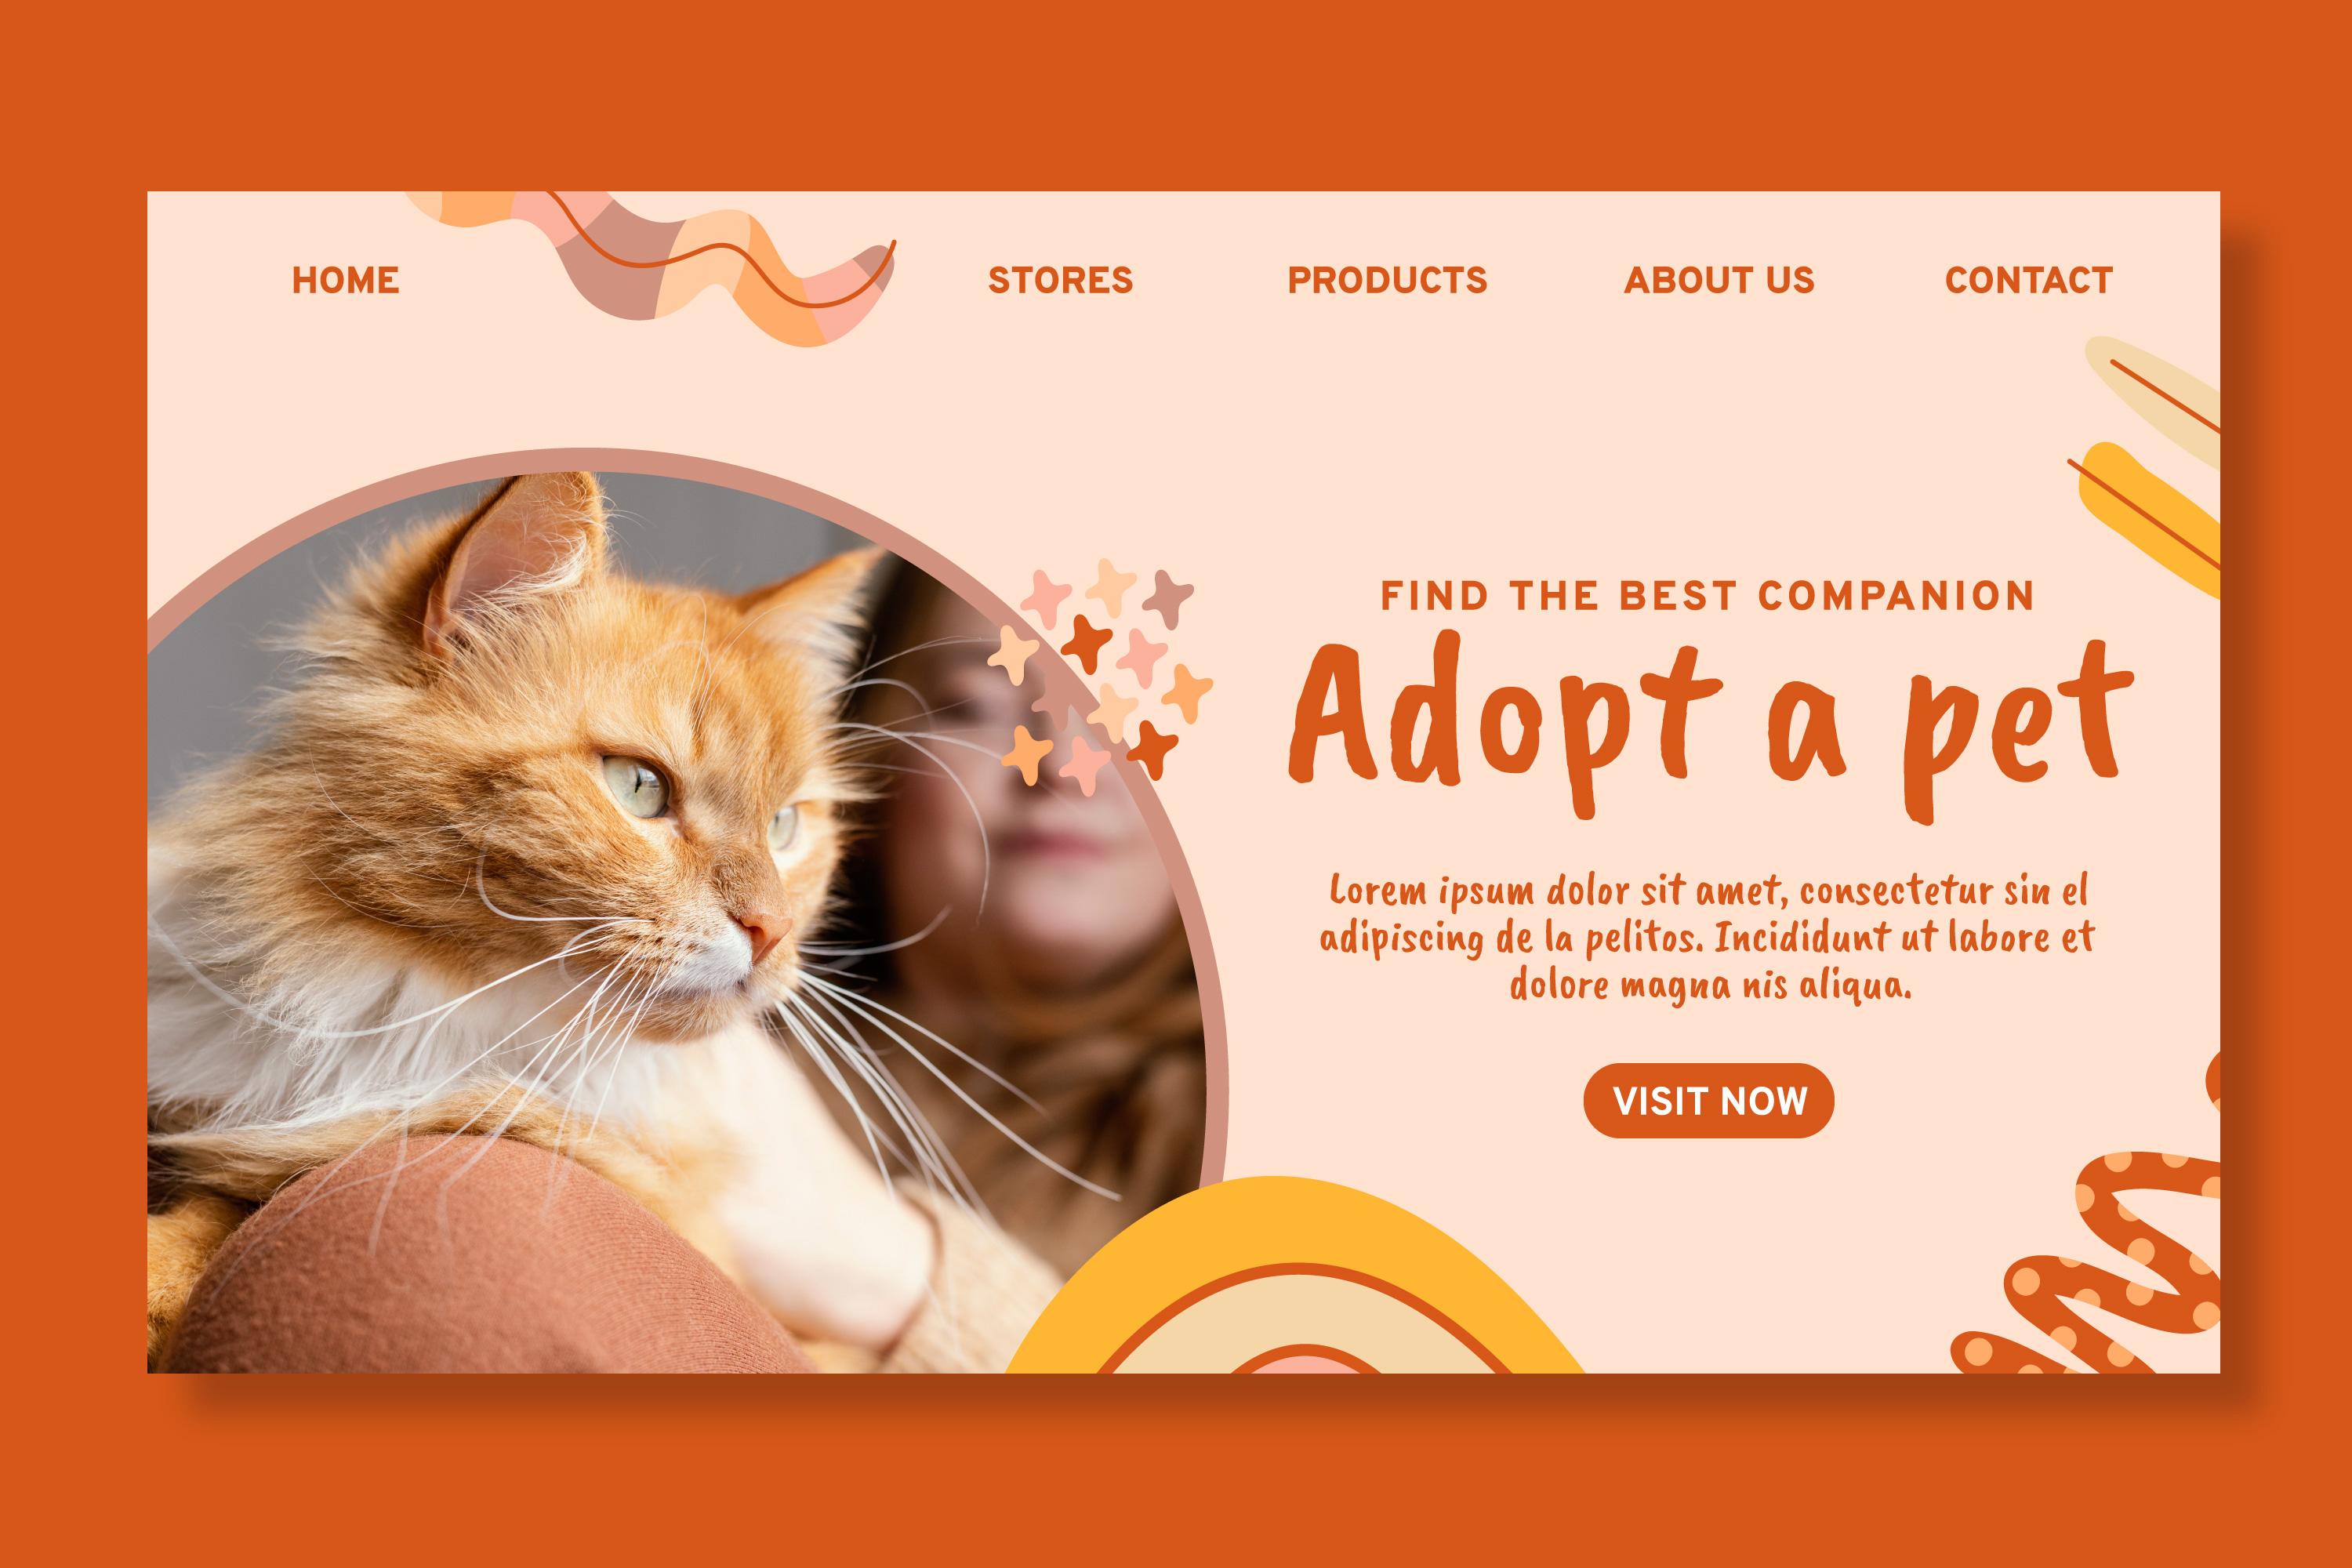 HOME
STORES
PRODUCTS
ABOUT US
CONTACT
FIND THE BEST COMPANION
Adopt a pet
Lorem ipsum dolor sit amet, consectetur sin el
adipiscing de la pelitos. Incididunt ut labore et
dolore magna nis aliqua.
VISIT NOW